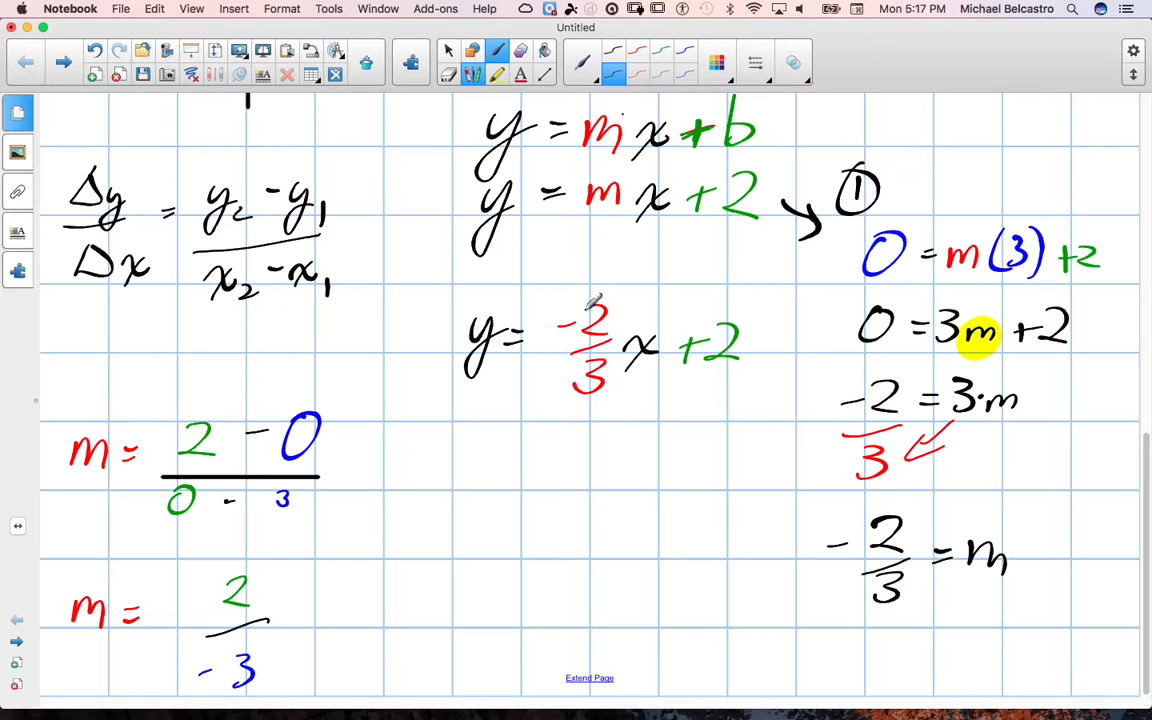 Notebook File Edit View Insert Format Tools Window Add-ons Help Mon 5:17 PM Michael Belcastro
Untitled
y = mx + b
y = mx + 2
Δy/Δx = y₂ - y₁ / x₂ - x₁
①
0 = m(3) + 2
y = -2/3 x + 2
0 = 3m + 2
-2 = 3·m
3
m = 2 - 0 / 0 - 3
- 2/3 = m
m = 2 / - 3
Extend Page